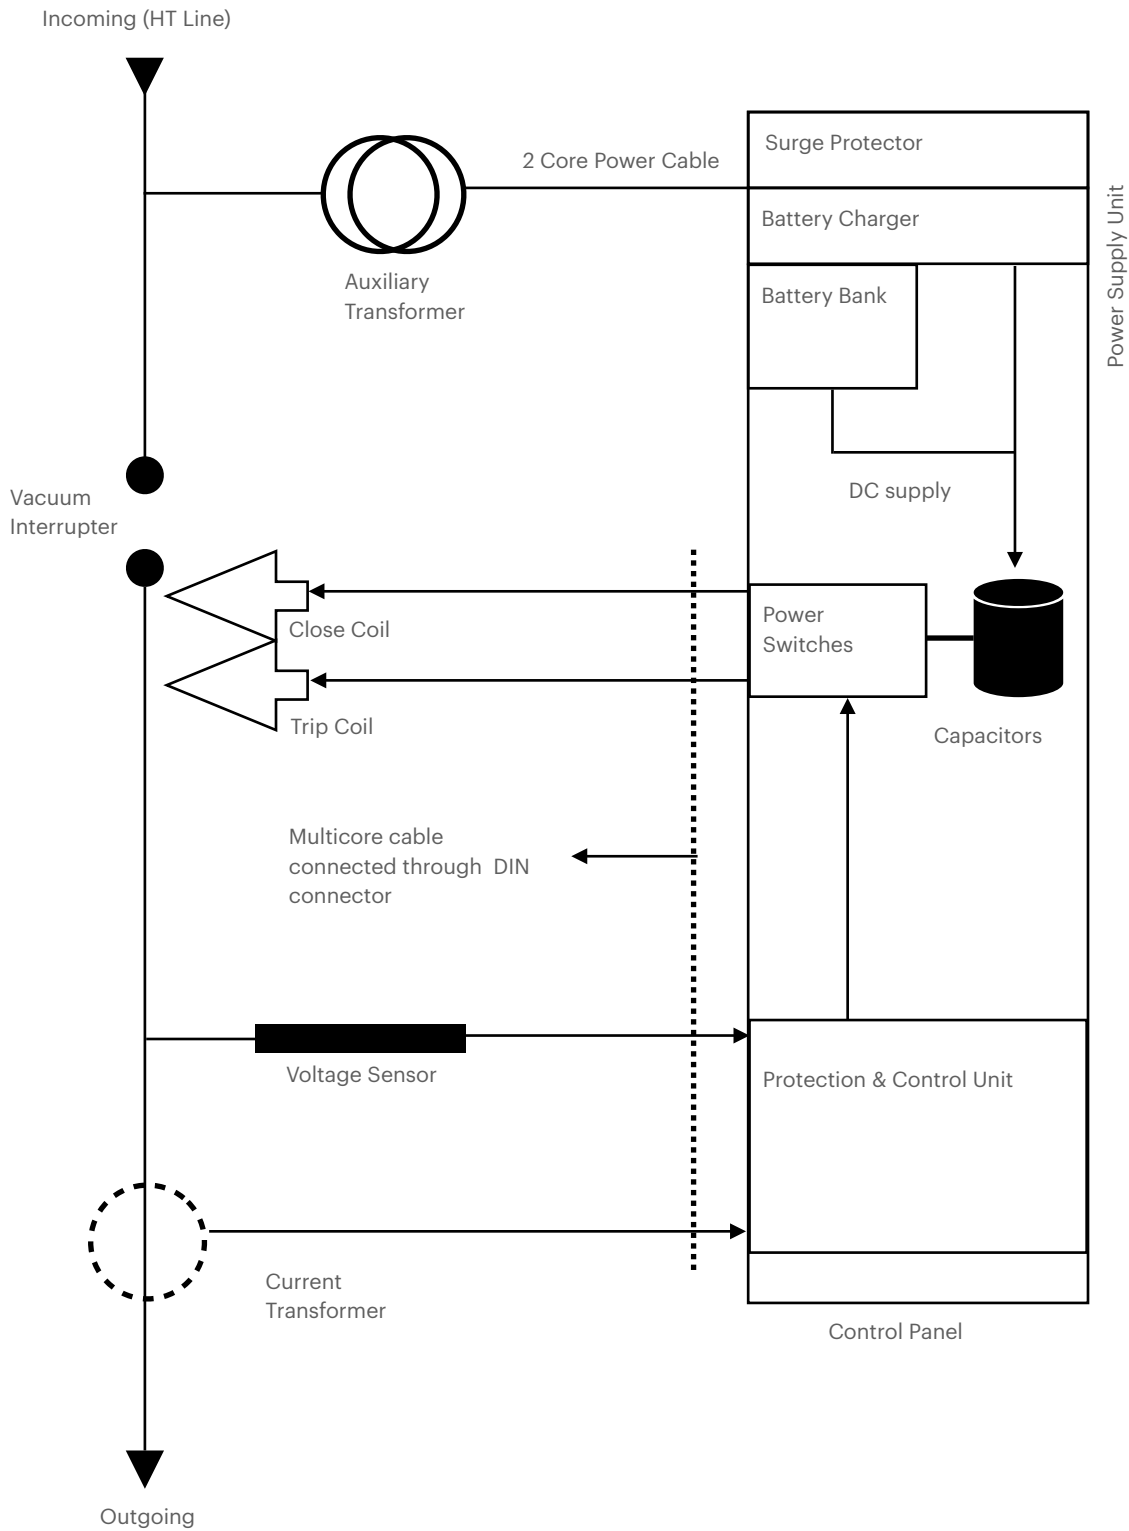 Incoming (HT Line)
Surge Protector
2 Core Power Cable
Battery Charger
Power Supply Unit
Auxiliary
Transformer
Battery Bank
DC supply
Vacuum
Interrupter
Close Coil
Power
Switches
Trip Coil
Capacitors
Multicore cable
connected through DIN
connector
Voltage Sensor
Protection & Control Unit
Current
Transformer
Control Panel
Outgoing